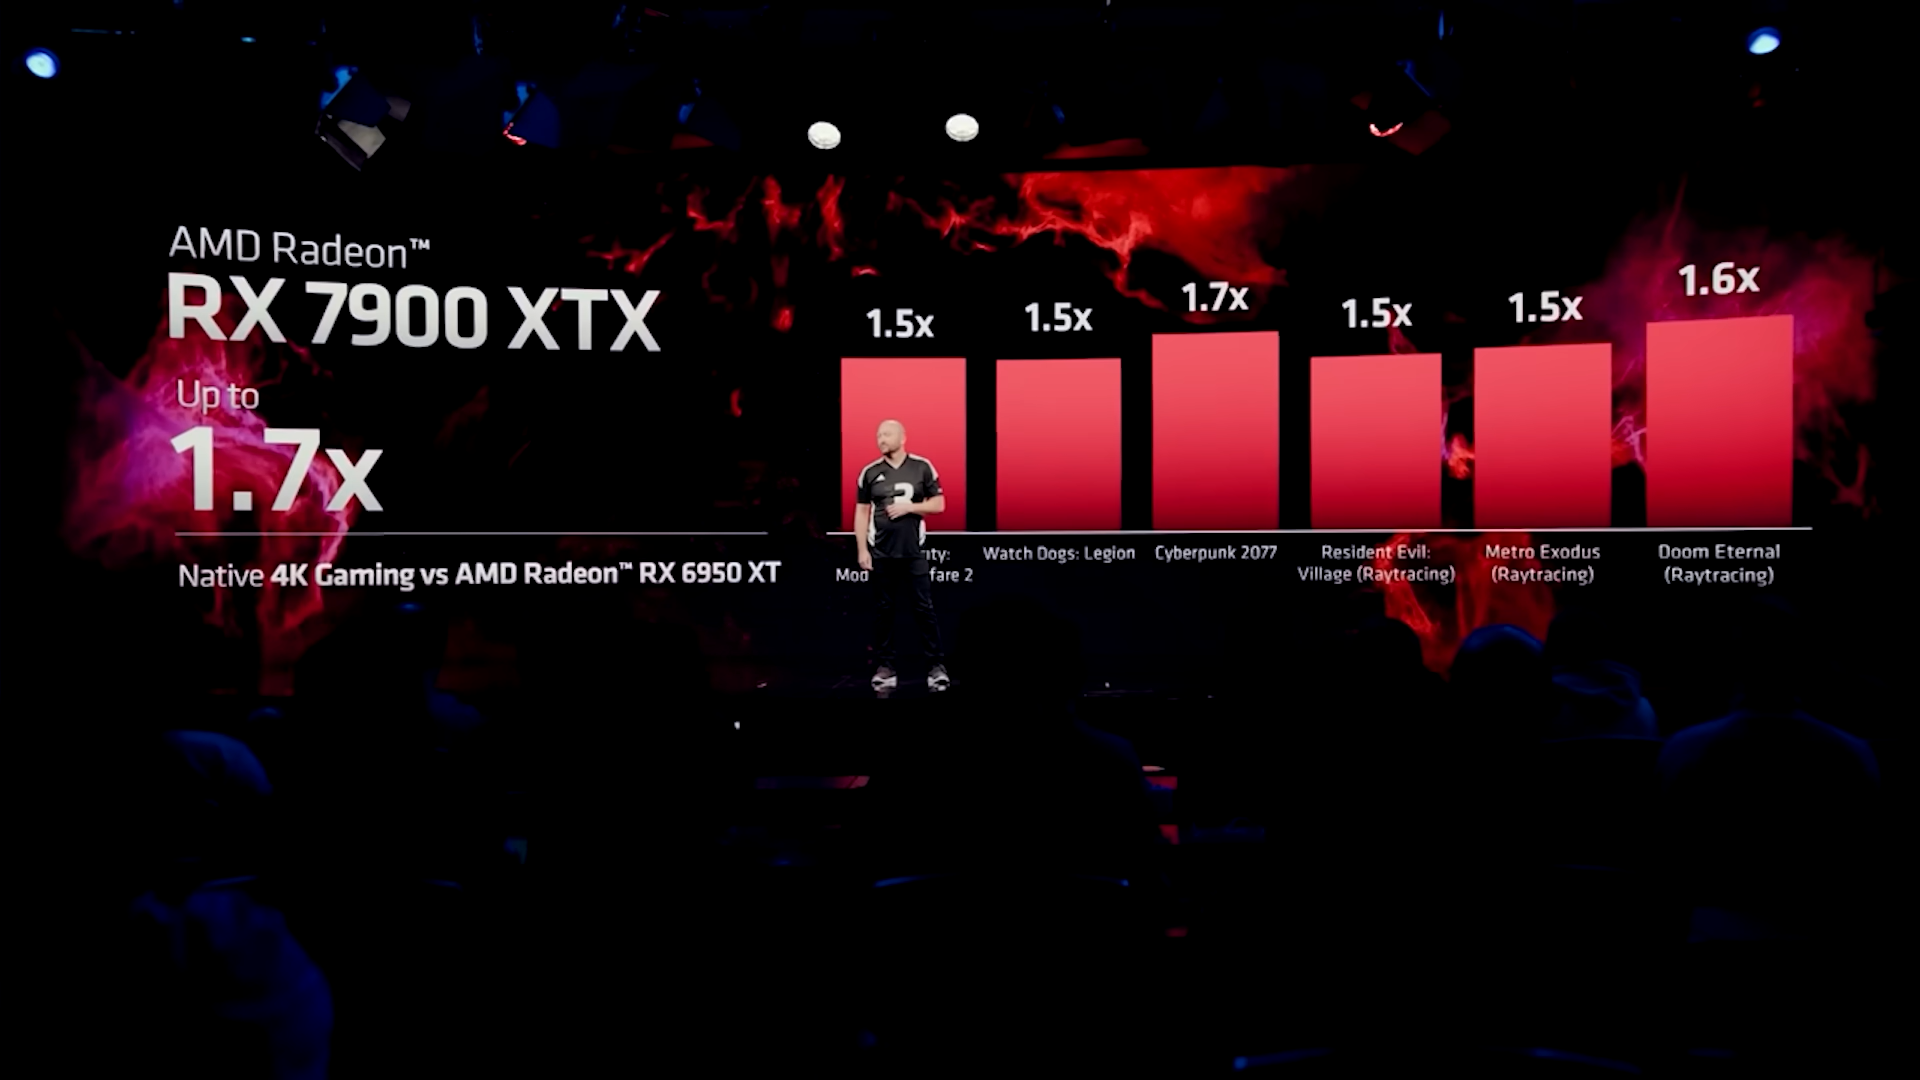 AMD Radeon™
RX 7900 XTX
Up to
1.7x
Native 4K Gaming vs AMD Radeon™ RX 6950 XT
1.5x
1.5x
1.7x
1.5x
1.5x
1.6x
Watch Dogs: Legion
Cyberpunk 2077
Resident Evil:
Village (Raytracing)
Metro Exodus
(Raytracing)
Doom Eternal
(Raytracing)